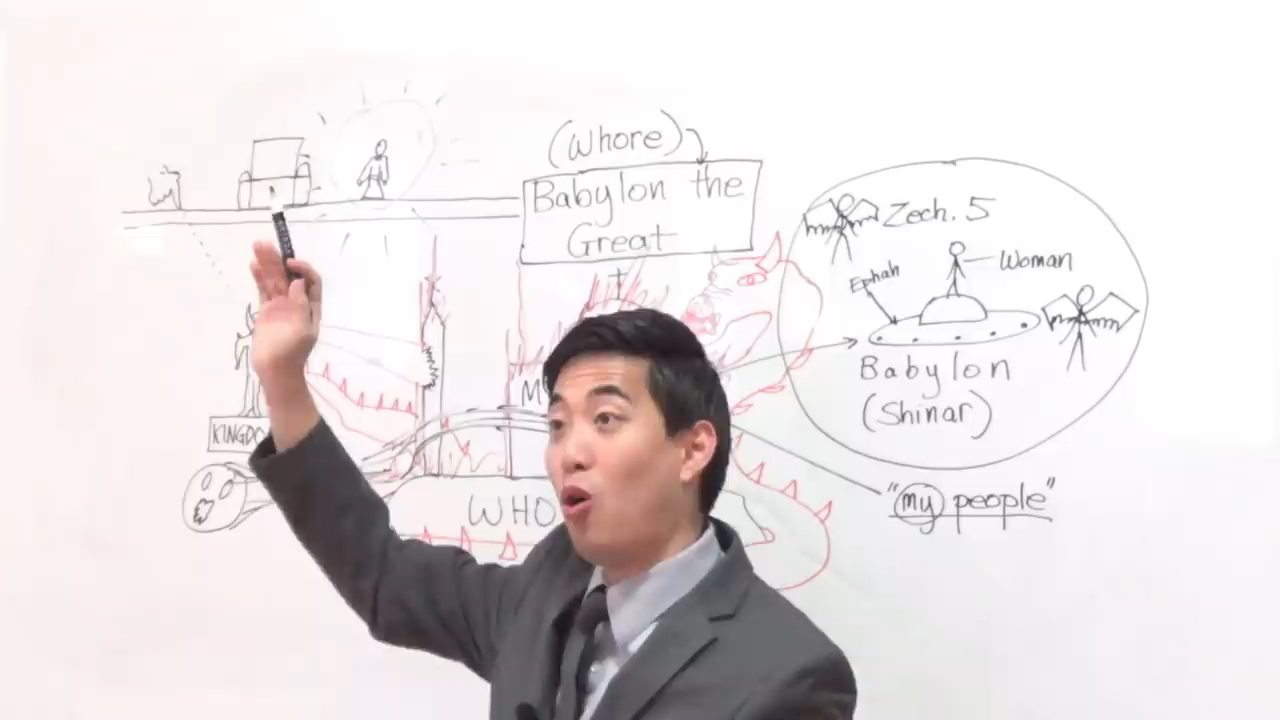 (Whore)
Babylon the
Great
Zech. 5
Woman
Ephah
Babylon
(Shinar)
"my people"